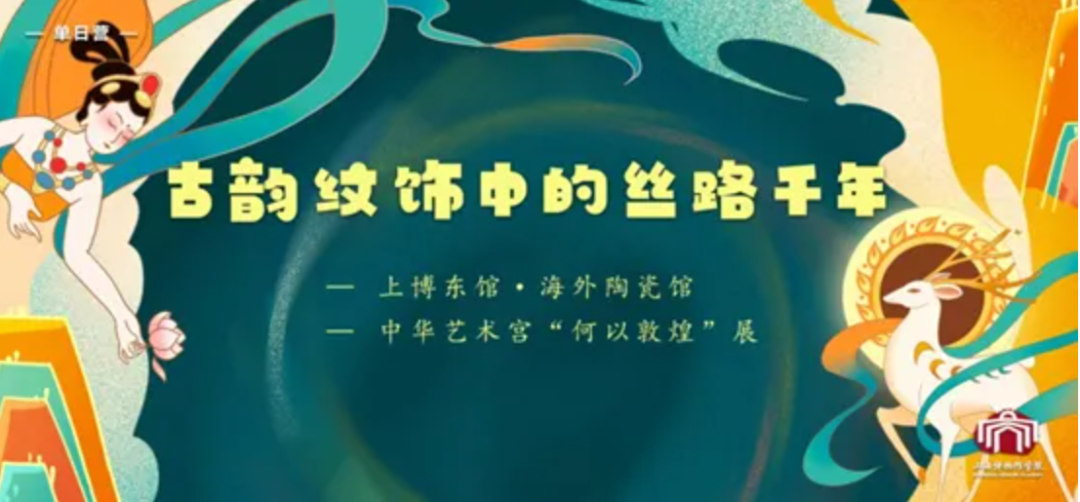 — 单日营 —
古韵纹饰中的丝路千年
— 上博东馆·海外陶瓷馆
— 中华艺术宫“何以敦煌”展